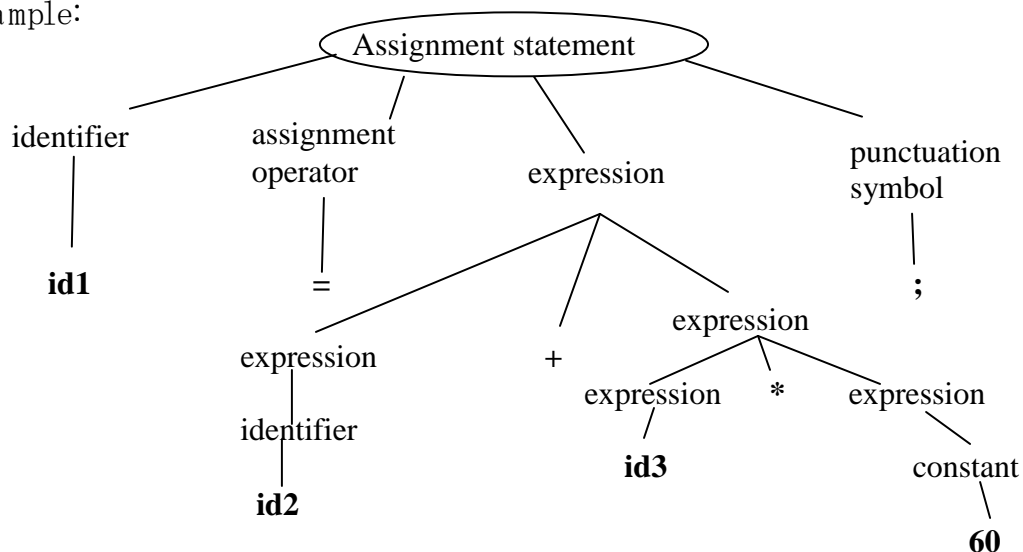 ample:
Assignment statement
identifier
assignment
operator
expression
punctuation
symbol
id1
=
;
expression
+
expression
identifier
expression
*
expression
id2
id3
constant
60